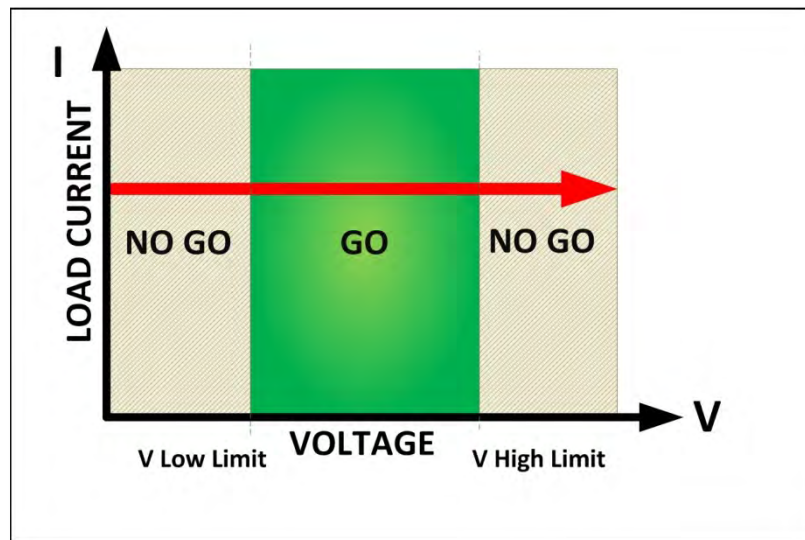 I
LOAD CURRENT
NO GO
GO
NO GO
V
VOLTAGE
V Low Limit
V High Limit